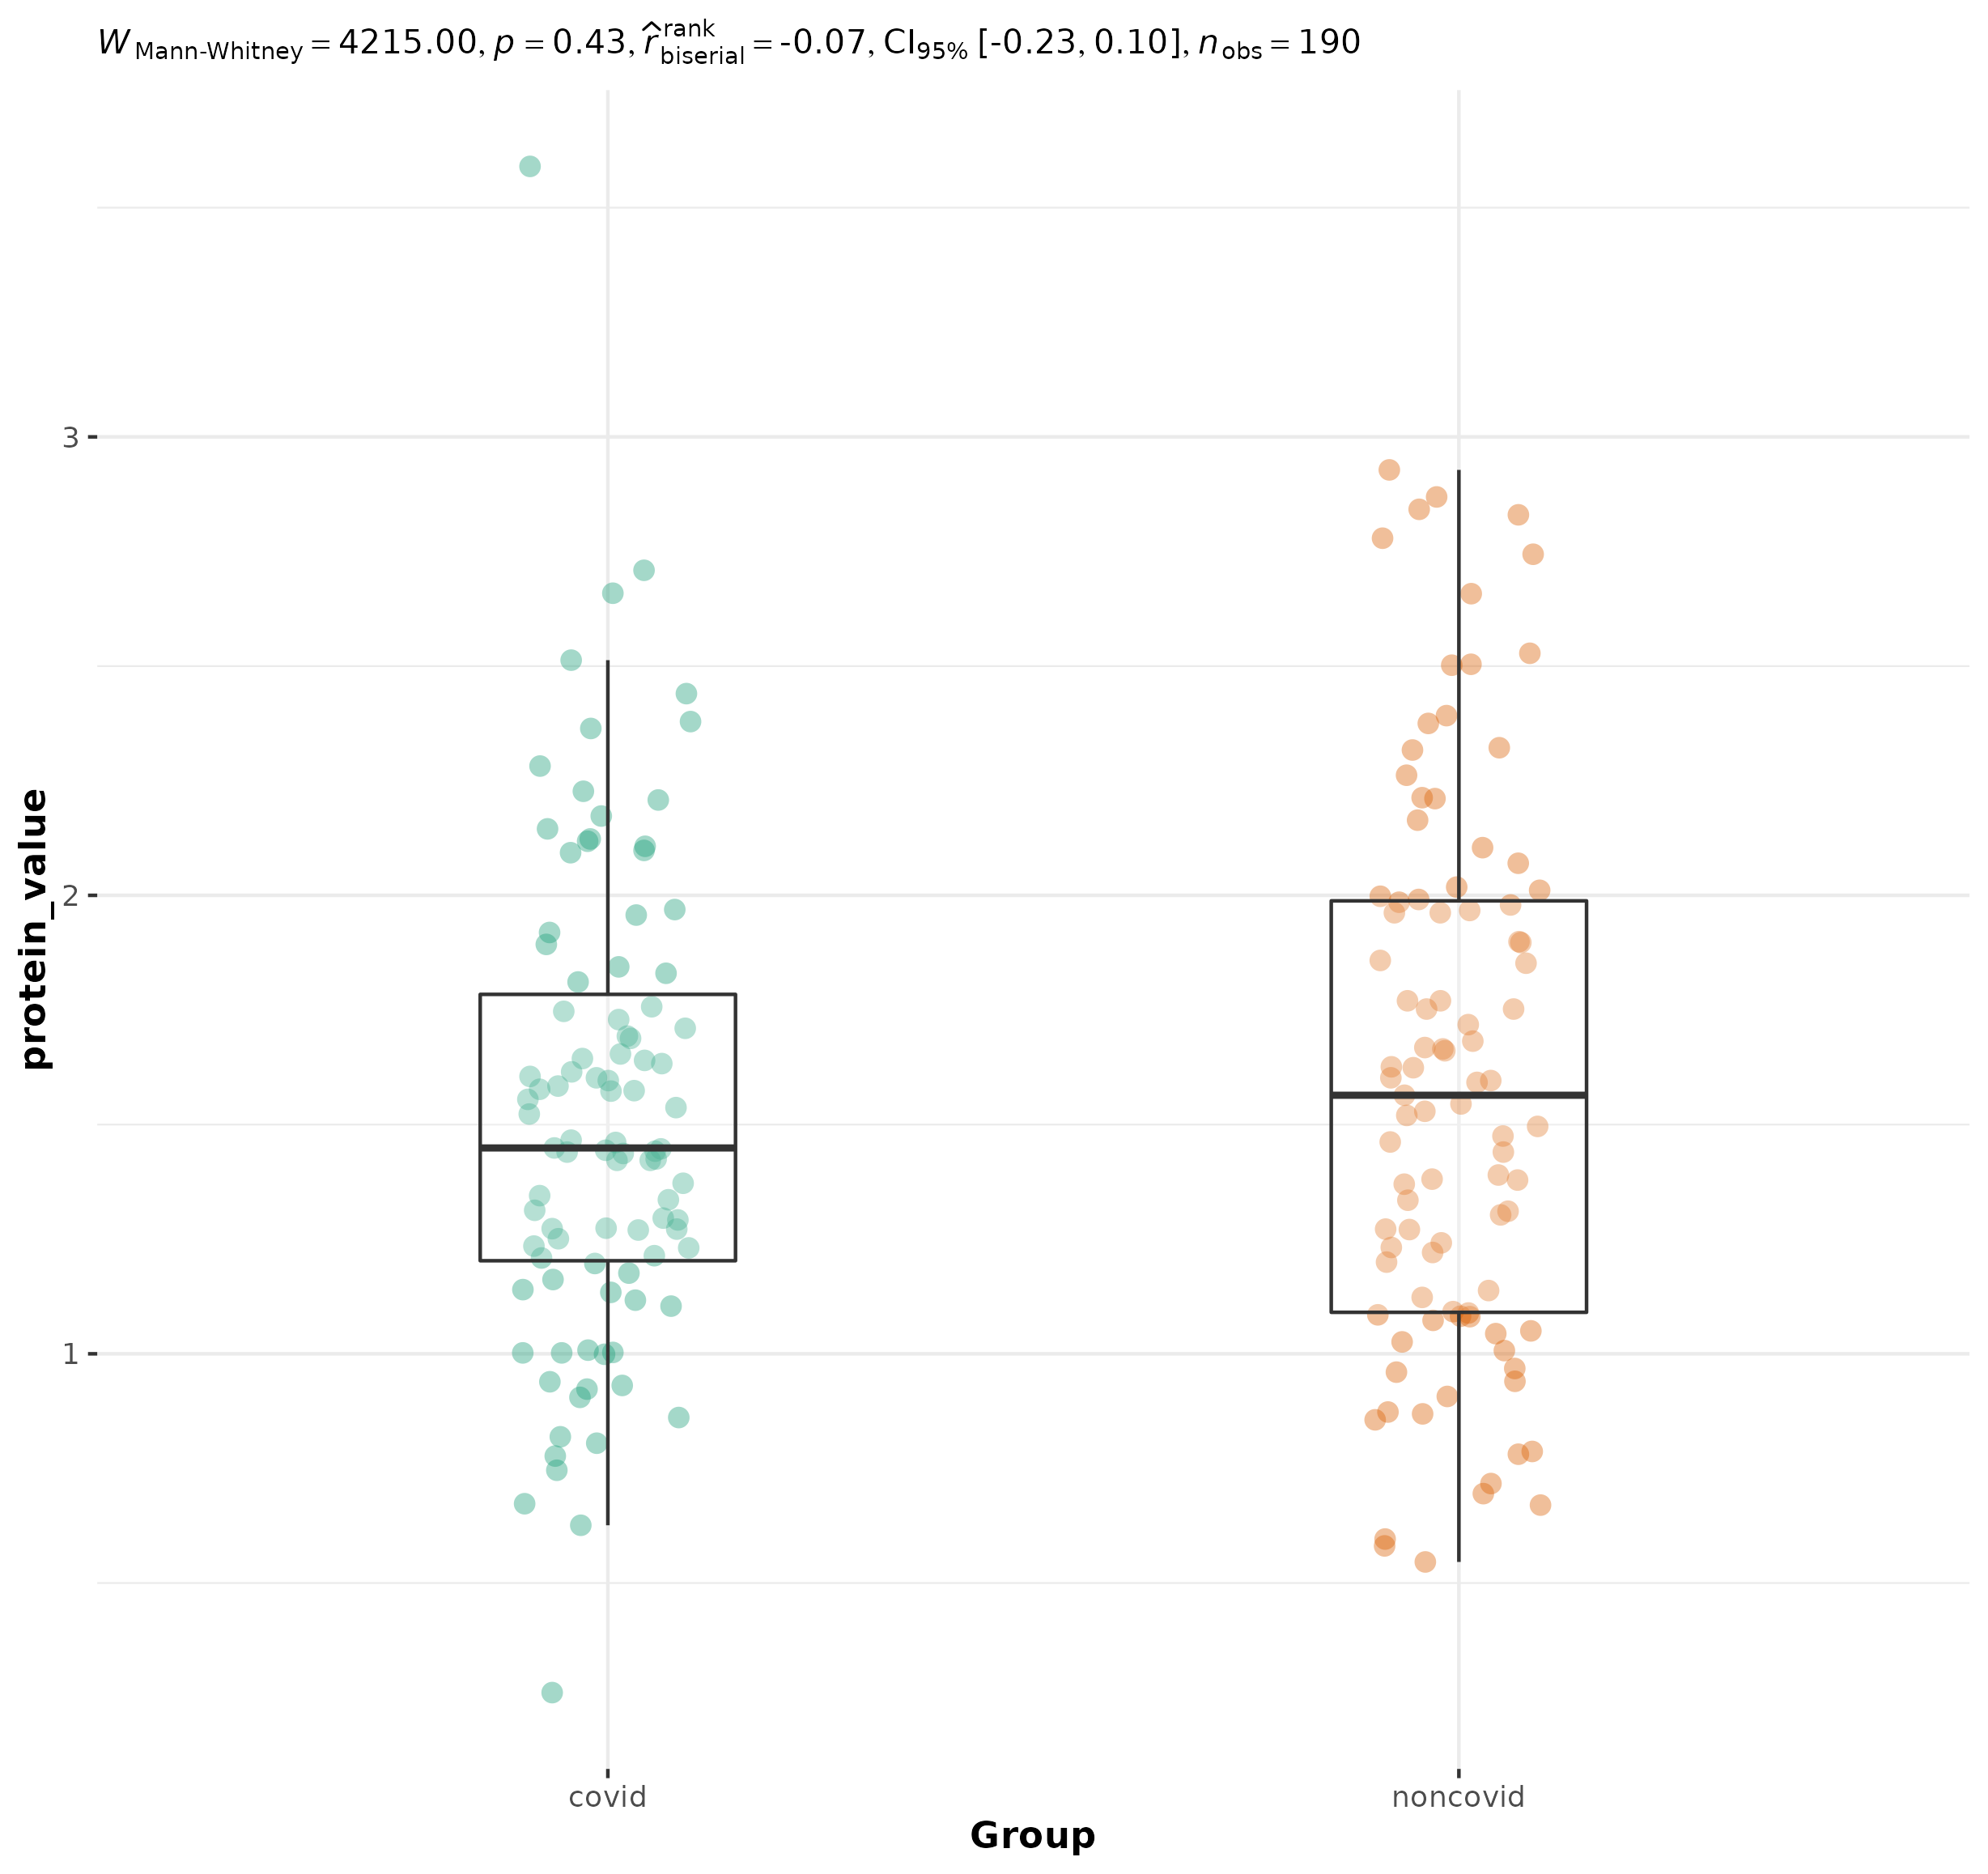 W Mann-Whitney = 4215.00, p = 0.43, r̂ rank biserial = -0.07, CI95% [-0.23, 0.10], nobs = 190
protein_value
3
2
1
covid noncovid
Group